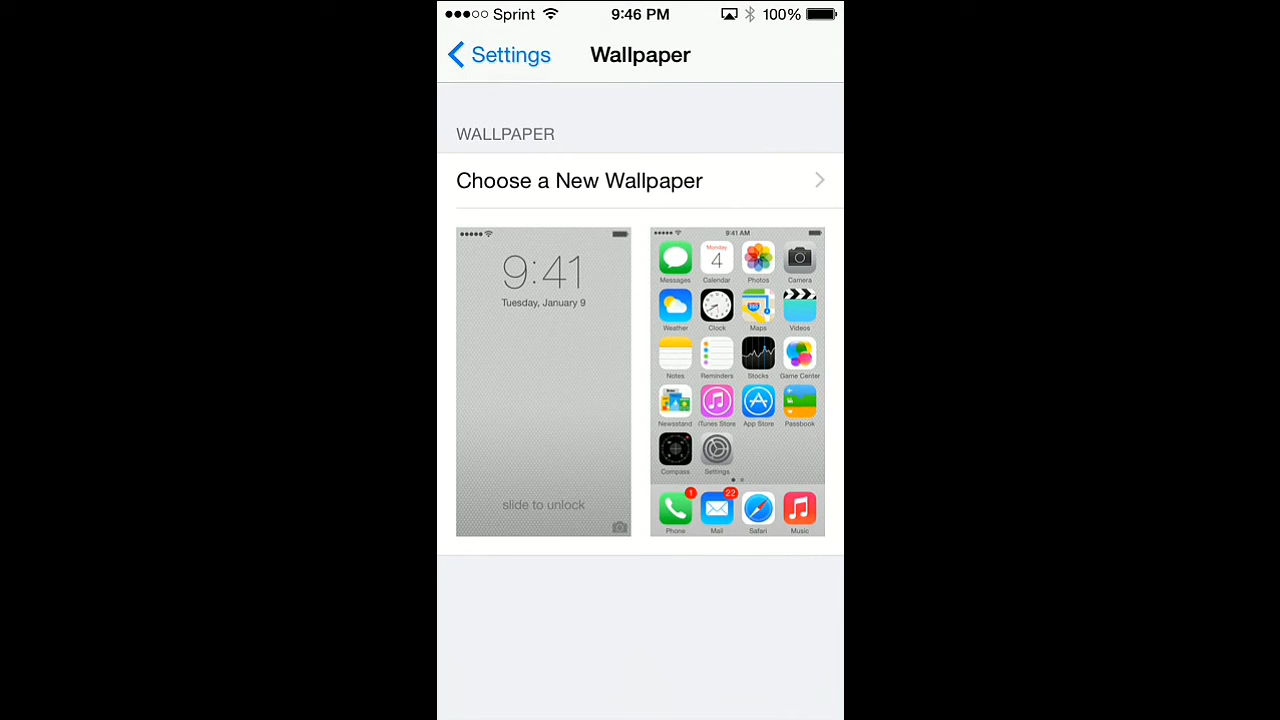 Sprint 9:46 PM 100%
Settings Wallpaper
WALLPAPER
Choose a New Wallpaper
9:41
Tuesday, January 9
slide to unlock
9:41 AM
Monday
4
Messages Calendar Photos Camera
280
Weather Clock Maps Videos
Notes Reminders Stocks Game Center
Newsstand iTunes Store App Store Passbook
Compass Settings
1 22
Phone Mail Safari Music